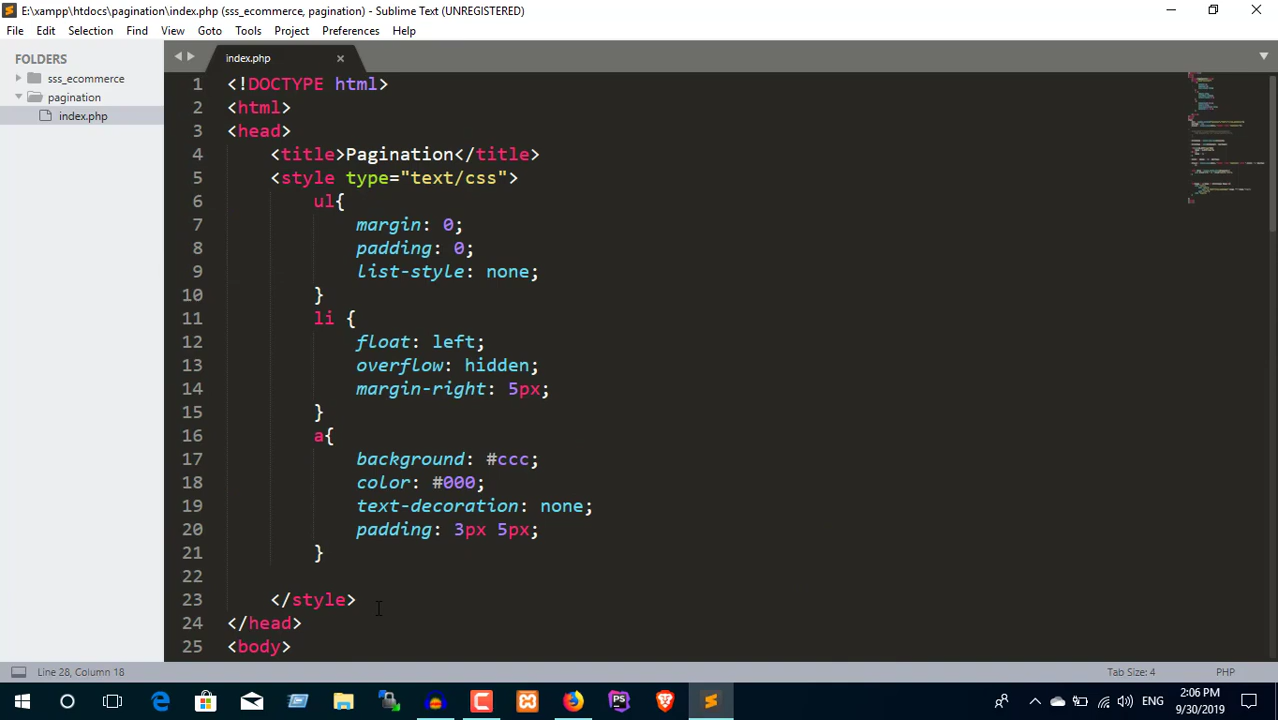 E:\xampp\htdocs\pagination\index.php (sss_ecommerce, pagination) - Sublime Text (UNREGISTERED)
File Edit Selection Find View Goto Tools Project Preferences Help
FOLDERS
sss_ecommerce
pagination
index.php
index.php
1 <!DOCTYPE html>
2 <html>
3 <head>
4 <title>Pagination</title>
5 <style type="text/css">
6 ul{
7 margin: 0;
8 padding: 0;
9 list-style: none;
10 }
11 li {
12 float: left;
13 overflow: hidden;
14 margin-right: 5px;
15 }
16 a{
17 background: #ccc;
18 color: #000;
19 text-decoration: none;
20 padding: 3px 5px;
21 }
22
23 </style>
24 </head>
25 <body>
Line 28, Column 18
Tab Size: 4
PHP
PS
ENG
2:06 PM
9/30/2019